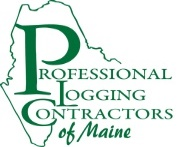 PROFESSIONAL
LOGGING
CONTRACTORS
of Maine